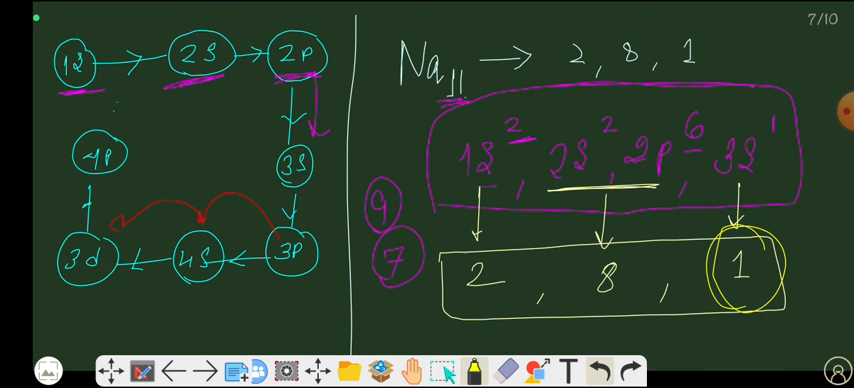 7/10
1S → 2S → 2P
3S
4P
3d ← 4S ← 3P
Na11 → 2, 8, 1
1S², 2S², 2P⁶, 3S¹
9
7
2, 8, 1
T